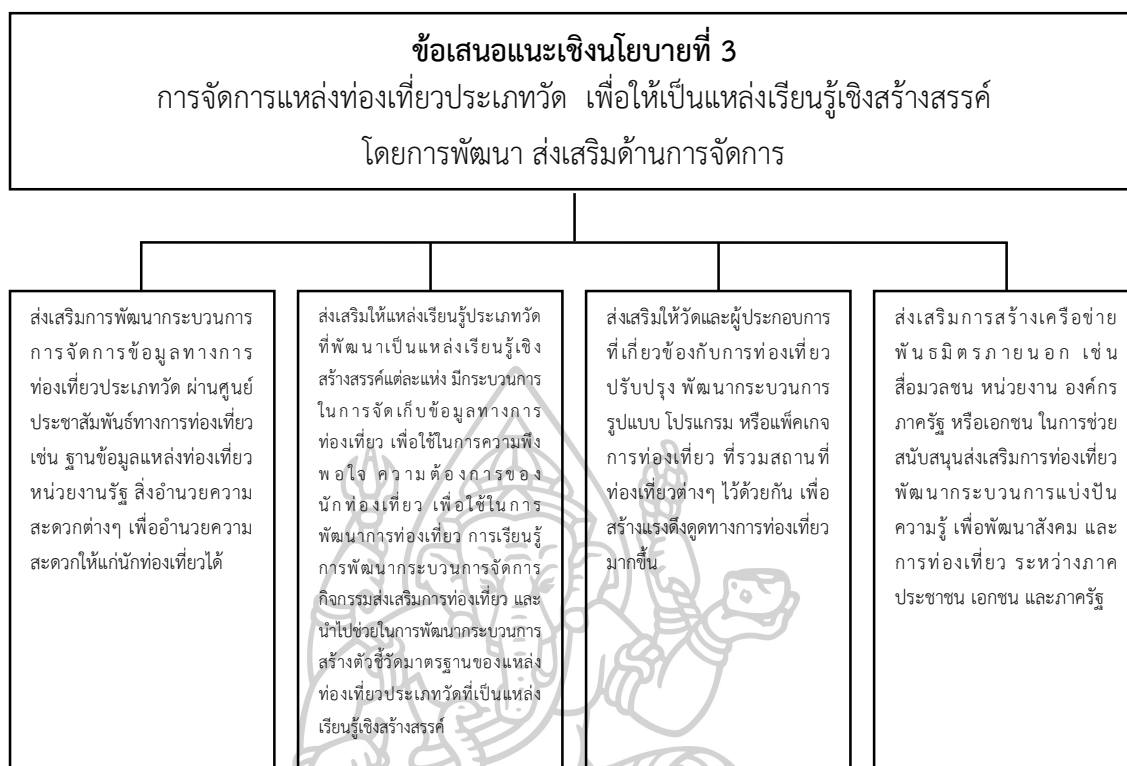 ข้อเสนอแนะเชิงนโยบายที่ 3
การจัดการแหล่งท่องเที่ยวประเภทวัด เพื่อให้เป็นแหล่งเรียนรู้เชิงสร้างสรรค์
โดยการพัฒนา ส่งเสริมด้านการจัดการ
ส่งเสริมการพัฒนากระบวนการ
การจัดการข้อมูลทางการ
ท่องเที่ยวประเภทวัด ผ่านศูนย์
ประชาสัมพันธ์ทางการท่องเที่ยว
เช่น ฐานข้อมูลแหล่งท่องเที่ยว
หน่วยงานรัฐ สิ่งอำนวยความ
สะดวกต่างๆ เพื่ออำนวยความ
สะดวกให้แก่นักท่องเที่ยวได้
ส่งเสริมให้แหล่งเรียนรู้ประเภทวัด
ที่พัฒนาเป็นแหล่งเรียนรู้เชิง
สร้างสรรค์แต่ละแห่ง มีกระบวนการ
ในการจัดเก็บข้อมูลทางการ
ท่องเที่ยว เพื่อใช้ในการความพึง
พอใจ ความต้องการของ
นักท่องเที่ยว เพื่อใช้ในการ
พัฒนาการท่องเที่ยว การเรียนรู้
การพัฒนากระบวนการจัดการ
กิจกรรมส่งเสริมการท่องเที่ยว และ
นำไปช่วยในการพัฒนากระบวนการ
สร้างตัวชี้วัดมาตรฐานของแหล่ง
ท่องเที่ยวประเภทวัดที่เป็นแหล่ง
เรียนรู้เชิงสร้างสรรค์
ส่งเสริมให้วัดและผู้ประกอบการ
ที่เกี่ยวข้องกับการท่องเที่ยว
ปรับปรุง พัฒนากระบวนการ
รูปแบบ โปรแกรม หรือแพ็คเกจ
การท่องเที่ยว ที่รวมสถานที่
ท่องเที่ยวต่างๆ ไว้ด้วยกัน เพื่อ
สร้างแรงดึงดูดทางการท่องเที่ยว
มากขึ้น
ส่งเสริมการสร้างเครือข่าย
พันธมิตรภายนอก เช่น
สื่อมวลชน หน่วยงาน องค์กร
ภาครัฐ หรือเอกชน ในการช่วย
สนับสนุนส่งเสริมการท่องเที่ยว
พัฒนากระบวนการแบ่งปัน
ความรู้ เพื่อพัฒนาสังคม และ
การท่องเที่ยว ระหว่างภาค
ประชาชน เอกชน และภาครัฐ